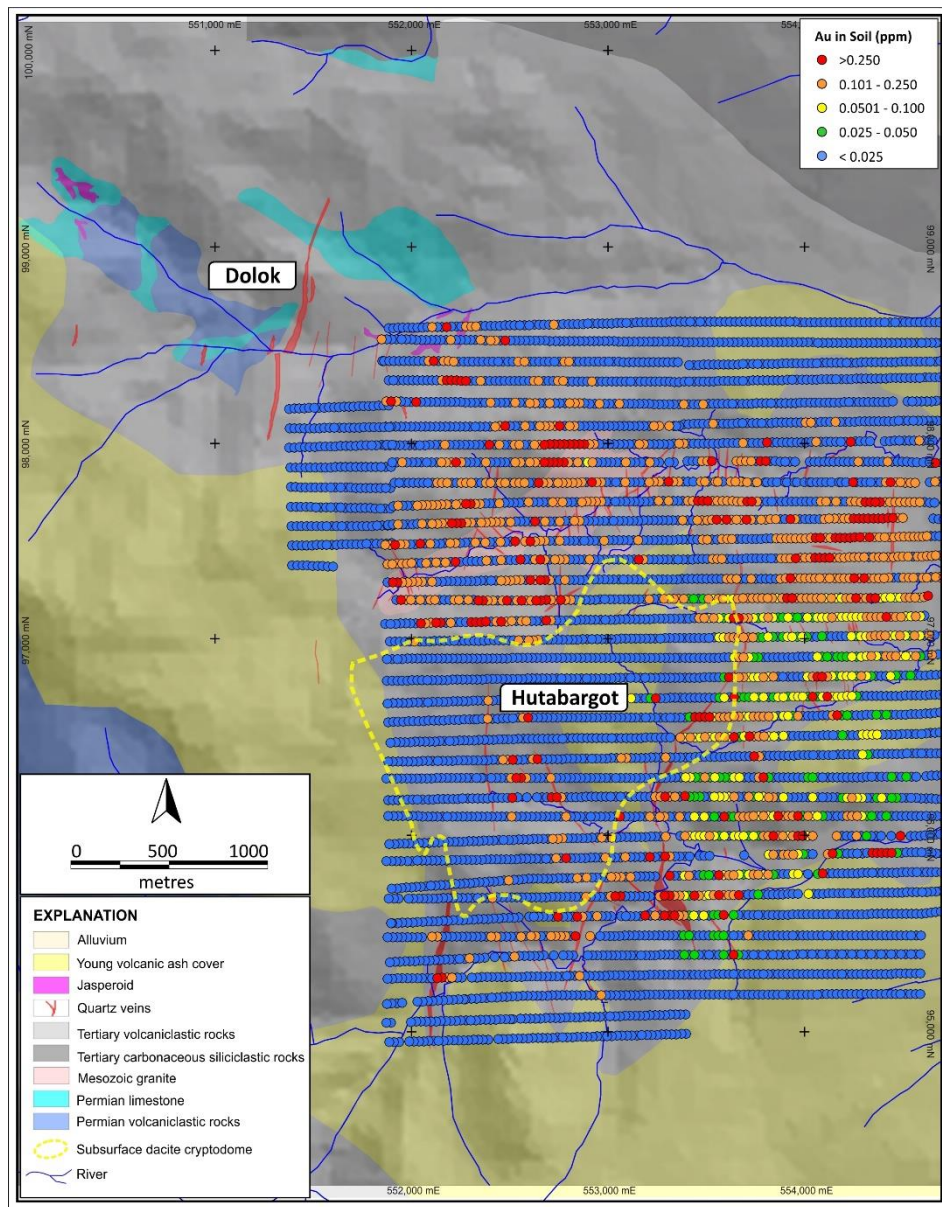 551,000 mE
552,000 mE
553,000 mE
554,
100,000 mN
Au in Soil (ppm)
>0.250
0.101 - 0.250
0.0501 - 0.100
0.025 - 0.050
< 0.025
99,000 mN
99,000 mN
Dolok
98,000 mN
97,000 mN
97,000 mN
Hutabargot
0 500 1000
metres
EXPLANATION
Alluvium
Young volcanic ash cover
Jasperoid
Quartz veins
Tertiary volcaniclastic rocks
Tertiary carbonaceous siliciclastic rocks
Mesozoic granite
Permian limestone
Permian volcaniclastic rocks
Subsurface dacite cryptodome
River
95,000 mN
552,000 mE
553,000 mE
554,000 mE